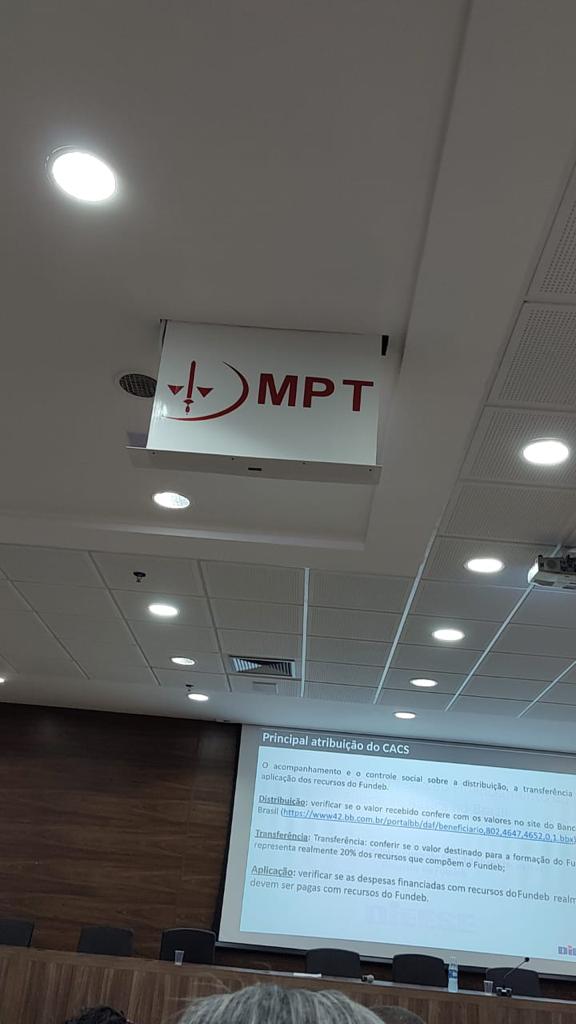 MPT
Principal atribuição do CACS
O acompanhamento e o controle social sobre a distribuição, a transferência
aplicação dos recursos do Fundeb.
Distribuição: verificar se o valor recebido confere com os valores no site do Banc
Brasil (https://www42.bb.com.br/portalbb/daf/beneficiario,802,4647,4652,0,1.bbx)
Transferência: Transferência: conferir se o valor destinado para a formação do Fu
representa realmente 20% dos recursos que compõem o Fundeb;
Aplicação: verificar se as despesas financiadas com recursos doFundeb realm
devem ser pagas com recursos do Fundeb.
DIEESE